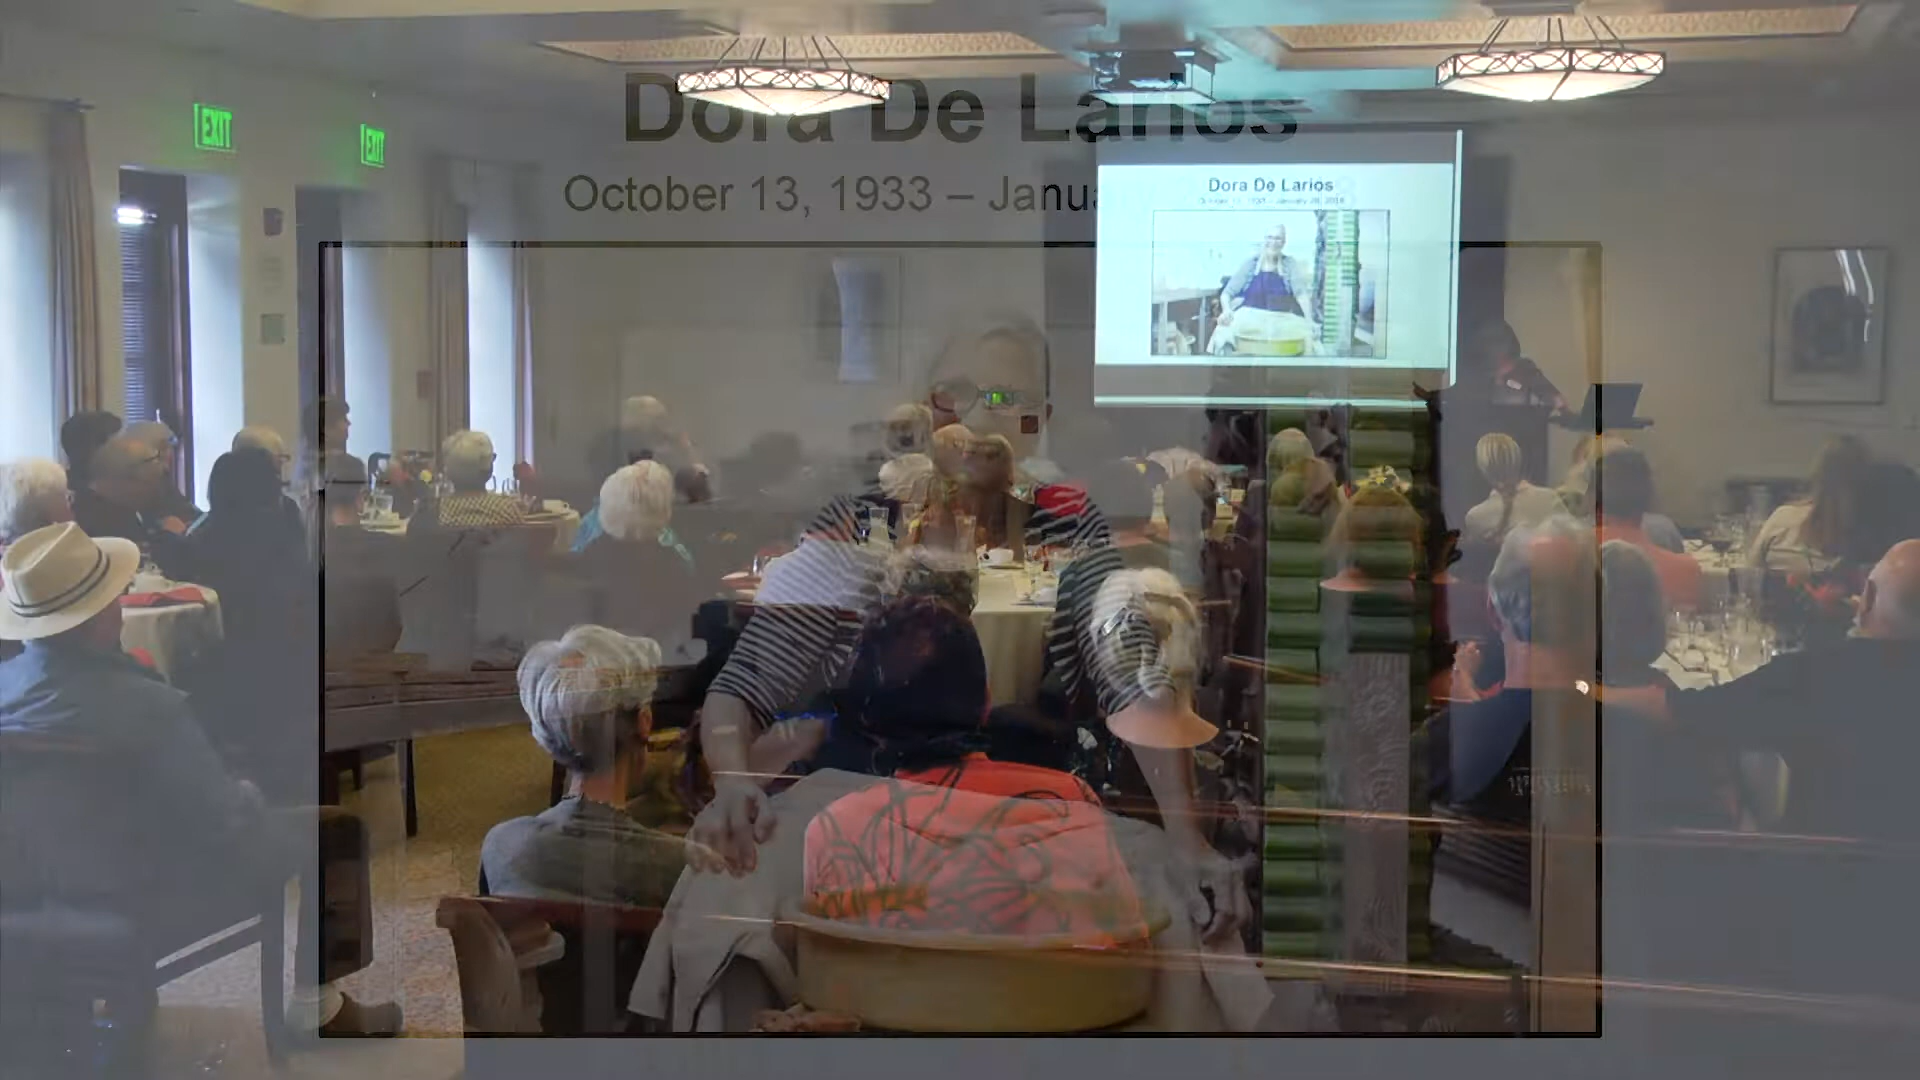 EXIT
EXIT
Dora De Larios
October 13, 1933 – Janu
Dora De Larios